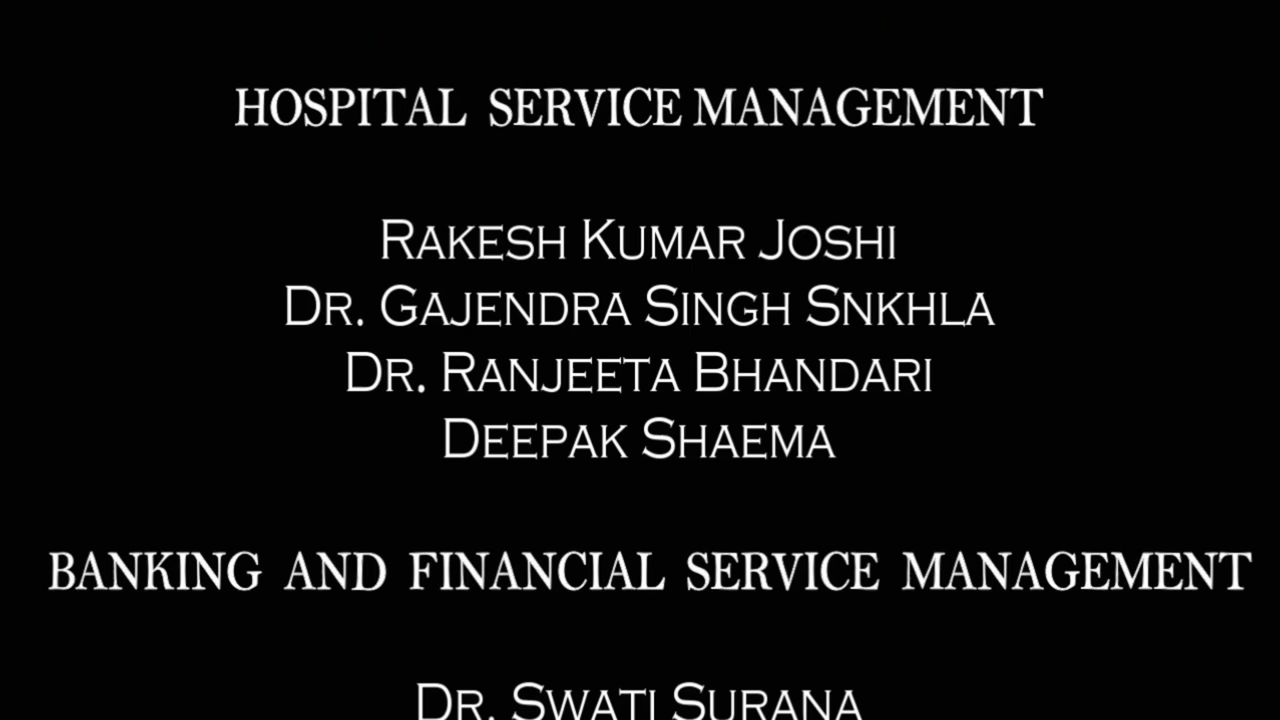 HOSPITAL SERVICE MANAGEMENT
RAKESH KUMAR JOSHI
DR. GAJENDRA SINGH SNKHLA
DR. RANJEETA BHANDARI
DEEPAK SHAEMA
BANKING AND FINANCIAL SERVICE MANAGEMENT
DR. SWATI SURANA